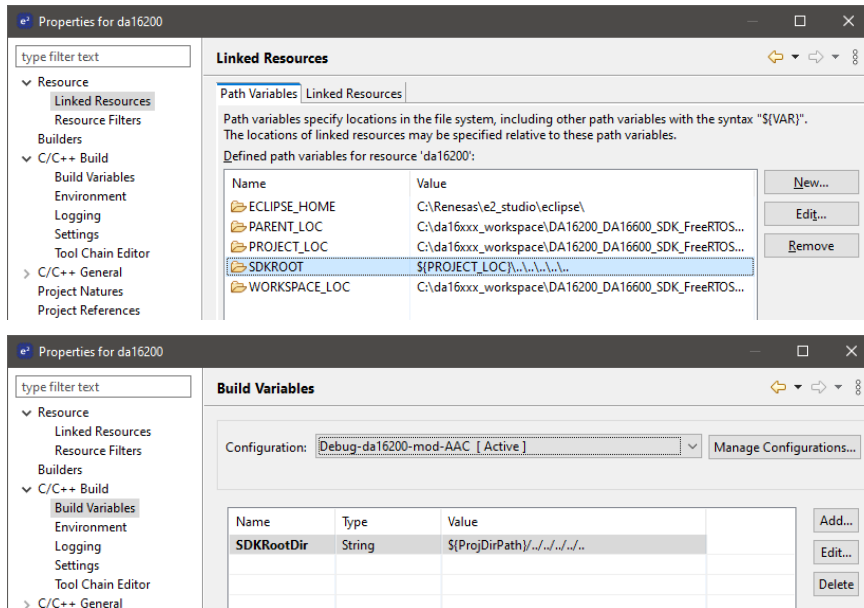 e² Properties for da16200
type filter text
Linked Resources
Resource
Linked Resources
Resource Filters
Builders
C/C++ Build
Build Variables
Environment
Logging
Settings
Tool Chain Editor
C/C++ General
Project Natures
Project References
Path Variables Linked Resources
Path variables specify locations in the file system, including other path variables with the syntax "${VAR}".
The locations of linked resources may be specified relative to these path variables.
Defined path variables for resource 'da16200':
Name Value
ECLIPSE_HOME C:\Renesas\e2_studio\eclipse\
PARENT_LOC C:\da16xxx_workspace\DA16200_DA16600_SDK_FreeRTOS...
PROJECT_LOC C:\da16xxx_workspace\DA16200_DA16600_SDK_FreeRTOS...
SDKROOT ${PROJECT_LOC}\..\..\..\..\..
WORKSPACE_LOC C:\da16xxx_workspace\DA16200_DA16600_SDK_FreeRTOS...
New...
Edit...
Remove
e² Properties for da16200
type filter text
Build Variables
Resource
Linked Resources
Resource Filters
Builders
C/C++ Build
Build Variables
Environment
Logging
Settings
Tool Chain Editor
C/C++ General
Configuration: Debug-da16200-mod-AAC [ Active ] Manage Configurations...
Name Type Value
SDKRootDir String ${ProjDirPath}/../../../../..
Add...
Edit...
Delete